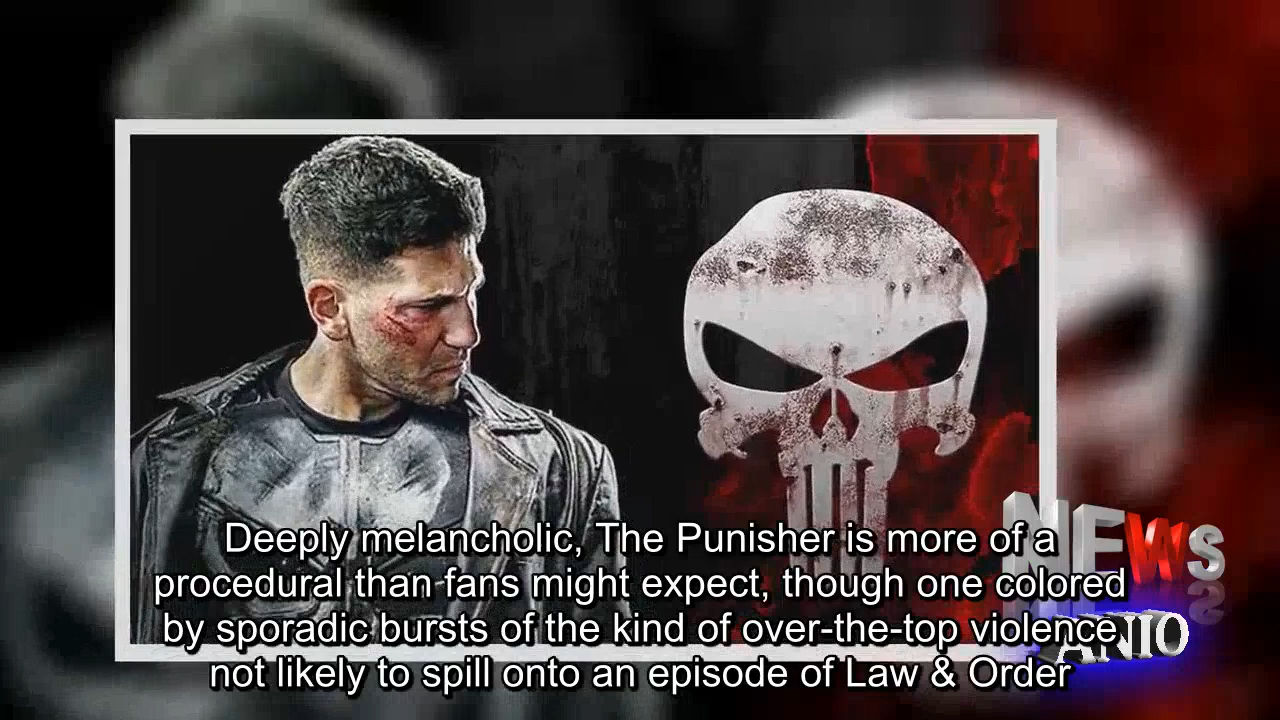 Deeply melancholic, The Punisher is more of a
procedural than fans might expect, though one colored
by sporadic bursts of the kind of over-the-top violence
not likely to spill onto an episode of Law & Order
NEWS
ANIO